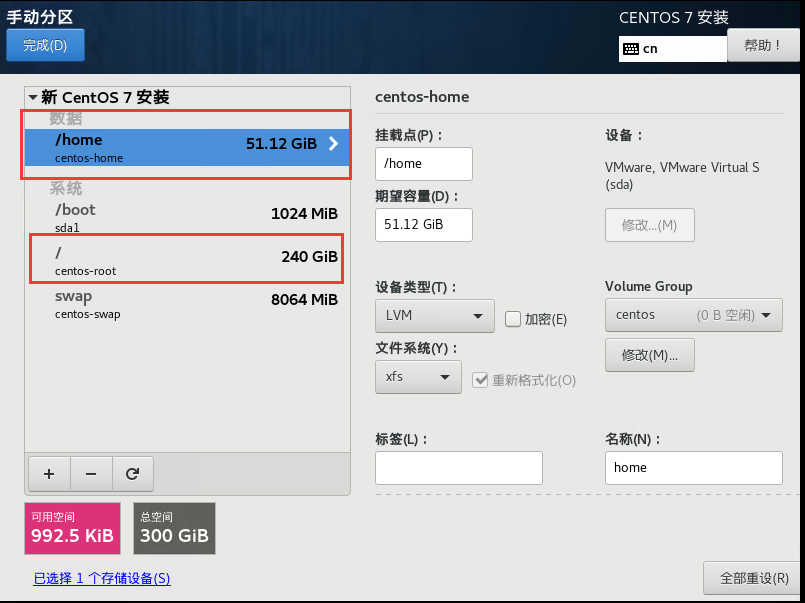 手动分区
CENTOS 7 安装
完成(D)
cn
帮助！
新 CentOS 7 安装
数据
/home
51.12 GiB
centos-home
系统
/boot
1024 MiB
sda1
/
240 GiB
centos-root
swap
8064 MiB
centos-swap
+ − 
可用空间
992.5 KiB
总空间
300 GiB
已选择 1 个存储设备(S)
centos-home
挂载点(P)：
/home
期望容量(D)：
51.12 GiB
设备：
VMware, VMware Virtual S
(sda)
修改...(M)
设备类型(T)：
LVM
加密(E)
Volume Group
centos
(0 B 空闲)
修改(M)...
文件系统(Y)：
xfs
重新格式化(O)
标签(L)：
名称(N)：
home
全部重设(R)